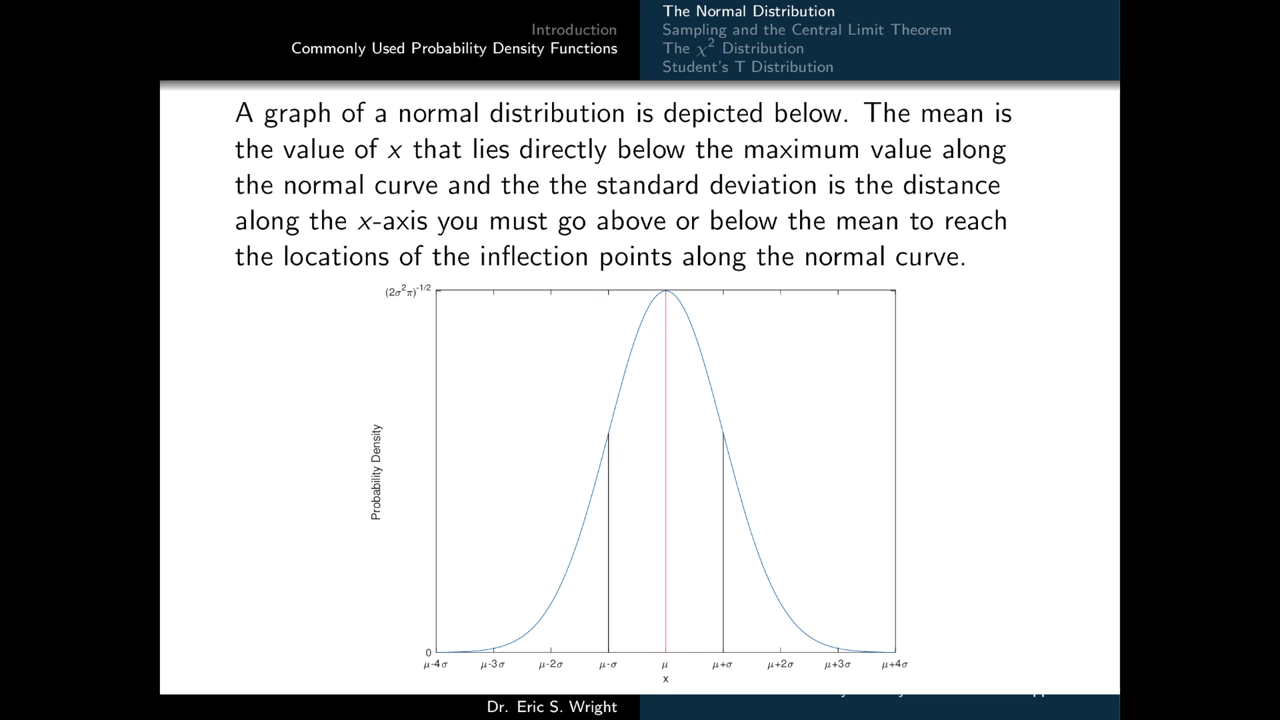 Introduction
Commonly Used Probability Density Functions
The Normal Distribution
Sampling and the Central Limit Theorem
The χ² Distribution
Student's T Distribution
A graph of a normal distribution is depicted below. The mean is
the value of x that lies directly below the maximum value along
the normal curve and the the standard deviation is the distance
along the x-axis you must go above or below the mean to reach
the locations of the inflection points along the normal curve.
(2σ²π)^-1/2
Probability Density
0
μ-4σ μ-3σ μ-2σ μ-σ μ μ+σ μ+2σ μ+3σ μ+4σ
x
Dr. Eric S. Wright